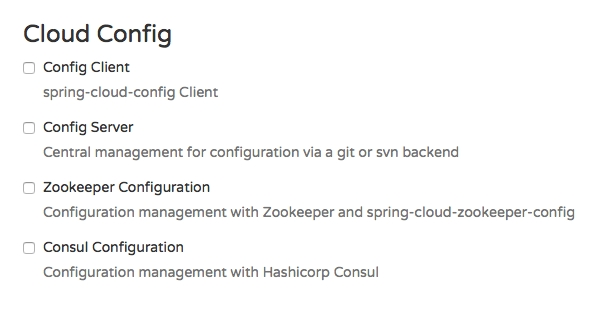 Cloud Config
Config Client
spring-cloud-config Client
Config Server
Central management for configuration via a git or svn backend
Zookeeper Configuration
Configuration management with Zookeeper and spring-cloud-zookeeper-config
Consul Configuration
Configuration management with Hashicorp Consul